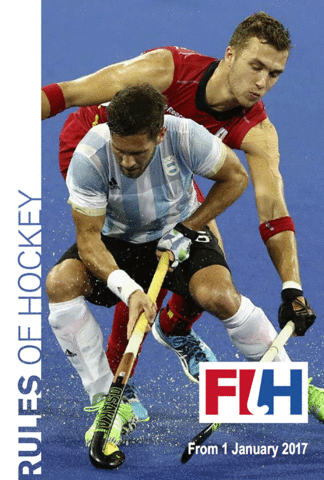 RULES OF HOCKEY
FIH
From 1 January 2017